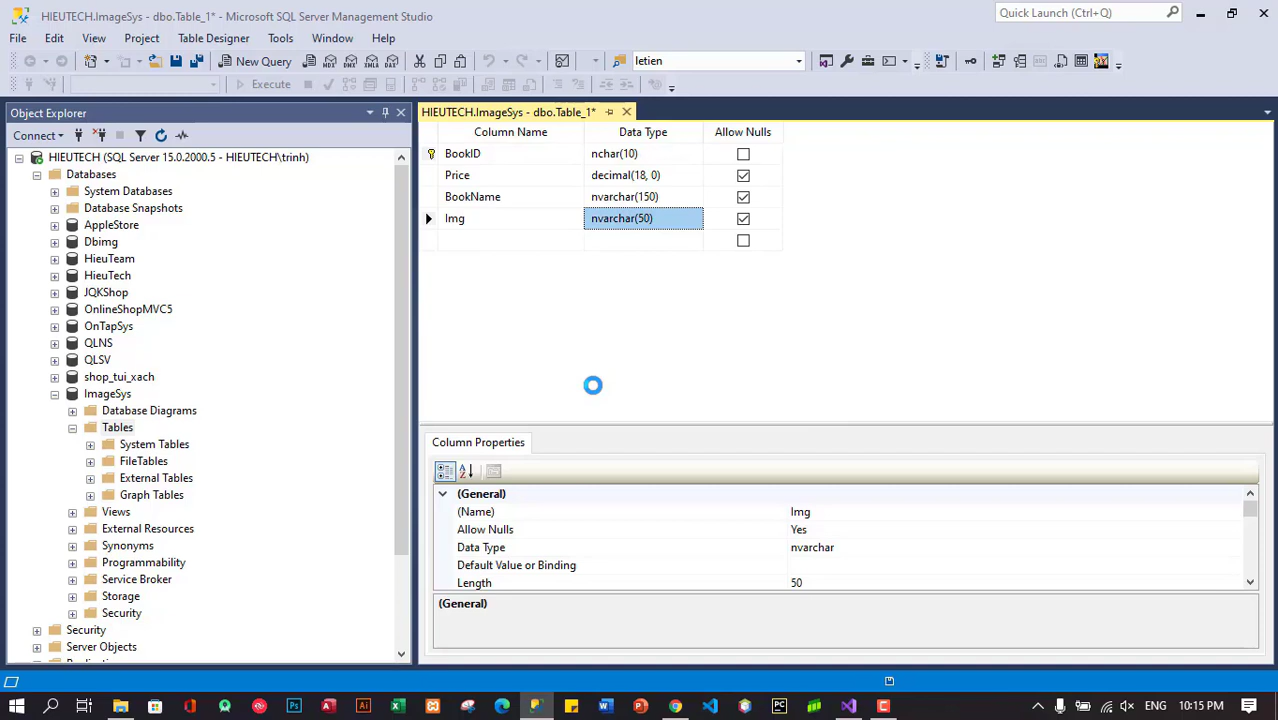 HIEUTECH.ImageSys - dbo.Table_1* - Microsoft SQL Server Management Studio
Quick Launch (Ctrl+Q)
File Edit View Project Table Designer Tools Window Help
New Query letien
Execute
Object Explorer
HIEUTECH.ImageSys - dbo.Table_1*
Connect
Column Name Data Type Allow Nulls
HIEUTECH (SQL Server 15.0.2000.5 - HIEUTECH\trinh)
BookID nchar(10)
Databases
Price decimal(18, 0)
System Databases
BookName nvarchar(150)
Database Snapshots
Img nvarchar(50)
AppleStore
Dbimg
HieuTeam
HieuTech
JQKShop
OnlineShopMVC5
OnTapSys
QLNS
QLSV
shop_tui_xach
ImageSys
Database Diagrams
Tables
System Tables
FileTables
External Tables
Graph Tables
Views
External Resources
Synonyms
Programmability
Service Broker
Storage
Security
Security
Server Objects
Column Properties
(General)
(Name) Img
Allow Nulls Yes
Data Type nvarchar
Default Value or Binding
Length 50
(General)
ENG 10:15 PM